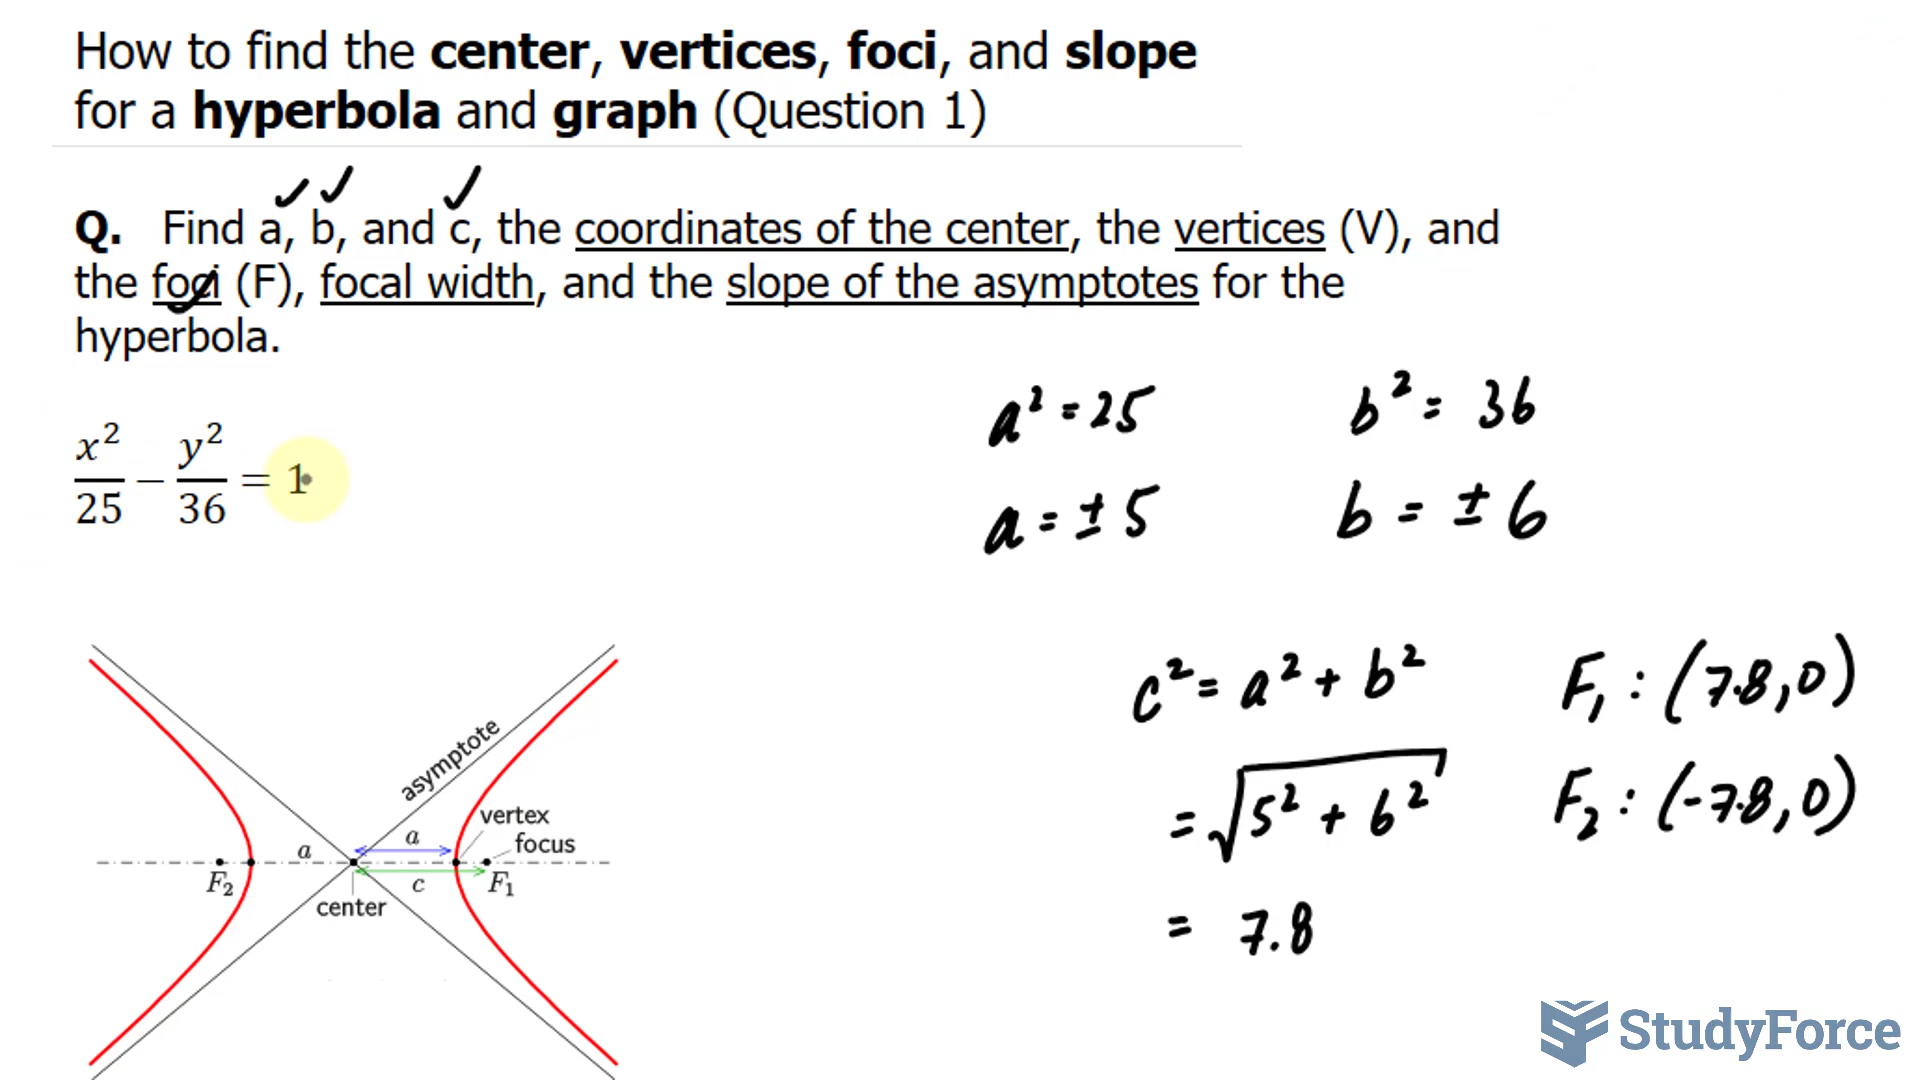 How to find the center, vertices, foci, and slope
for a hyperbola and graph (Question 1)
Q. Find a, b, and c, the coordinates of the center, the vertices (V), and
the foci (F), focal width, and the slope of the asymptotes for the
hyperbola.
x²/25 − y²/36 = 1
a² = 25
b² = 36
a = ± 5
b = ± 6
c² = a² + b²
= √5² + 6²
= 7.8
F₁ : (7.8, 0)
F₂ : (-7.8, 0)
asymptote
vertex
focus
a
a
c
F₂
F₁
center
StudyForce